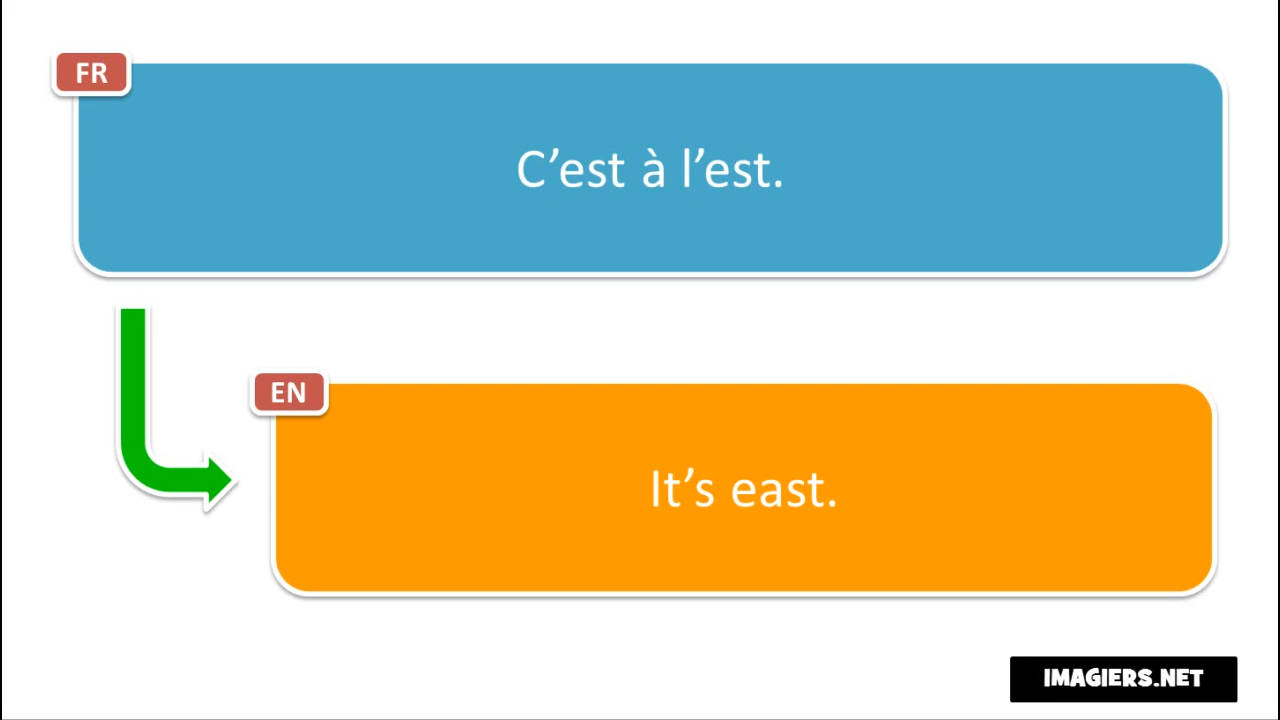 FR
C’est à l’est.
EN
It’s east.
IMAGIERS.NET